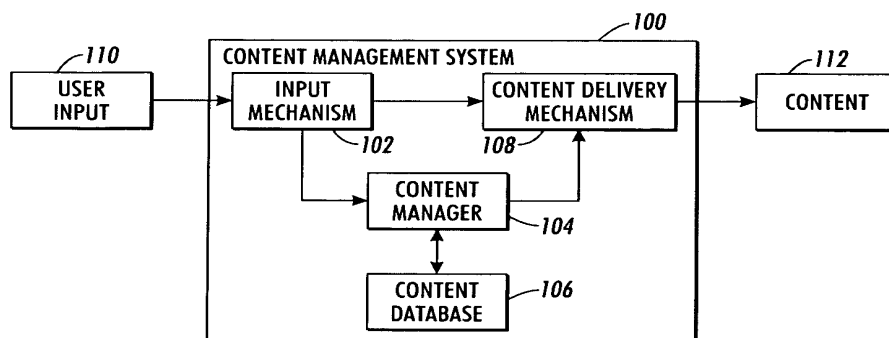 100
CONTENT MANAGEMENT SYSTEM
110
USER
INPUT
INPUT
MECHANISM
102
CONTENT DELIVERY
MECHANISM
108
112
CONTENT
CONTENT
MANAGER
104
CONTENT
DATABASE
106